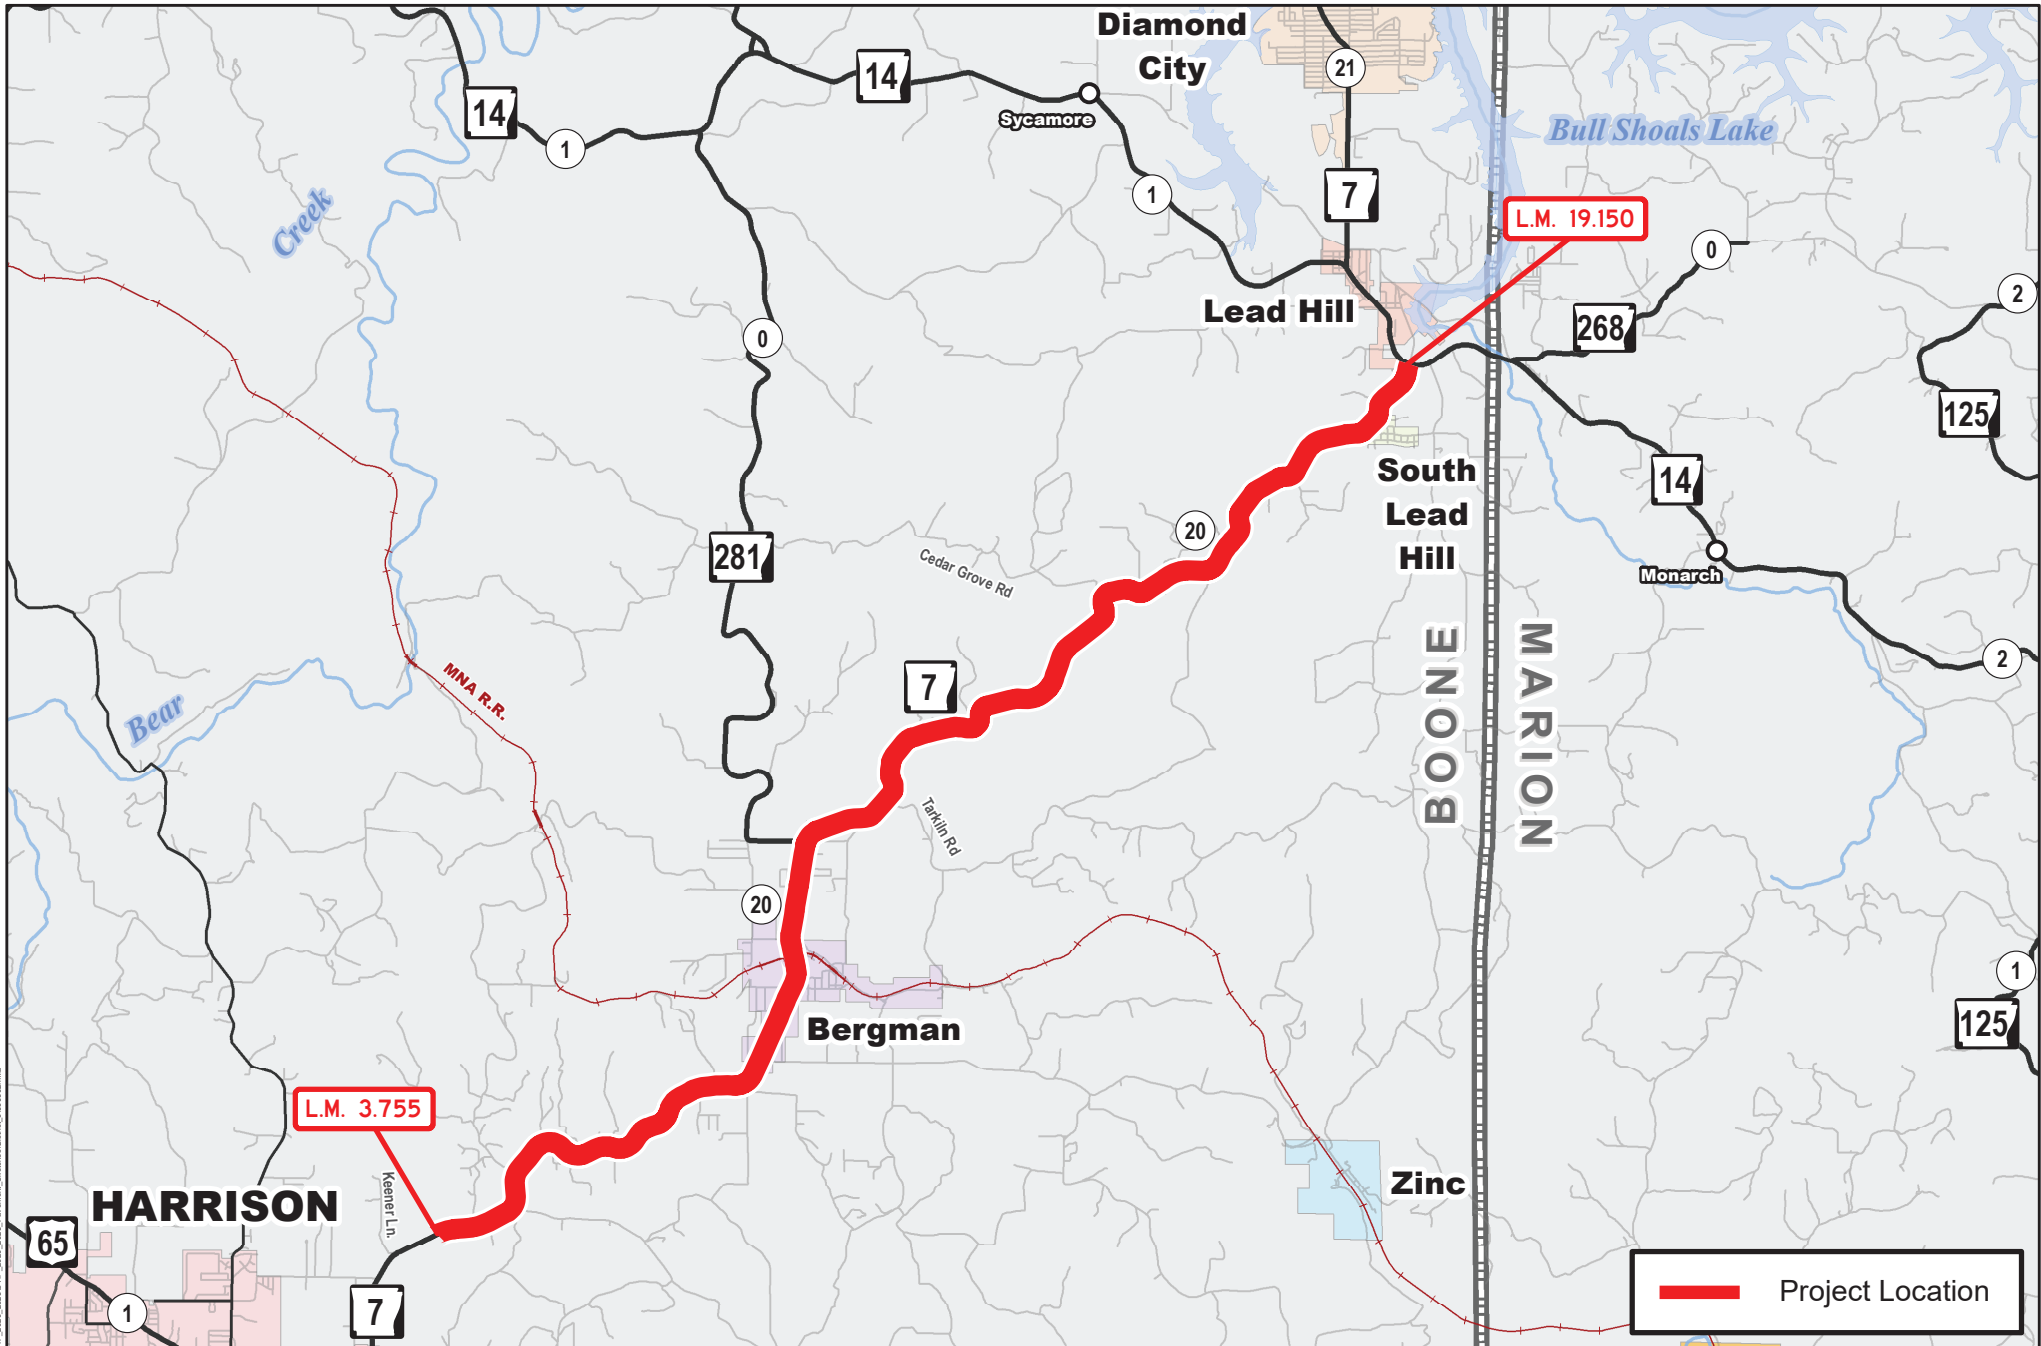 Diamond
City
21
14
14
Sycamore
1
1
Bull Shoals Lake
7
L.M. 19.150
Creek
0
2
Lead Hill
268
0
125
South
Lead
Hill
14
20
281
Cedar Grove Rd
Monarch
2
MNA R.R.
7
BOONE
MARION
Bear
Tarkiln Rd
20
1
Bergman
125
L.M. 3.755
Keener Ln.
HARRISON
Zinc
65
7
1
Project Location